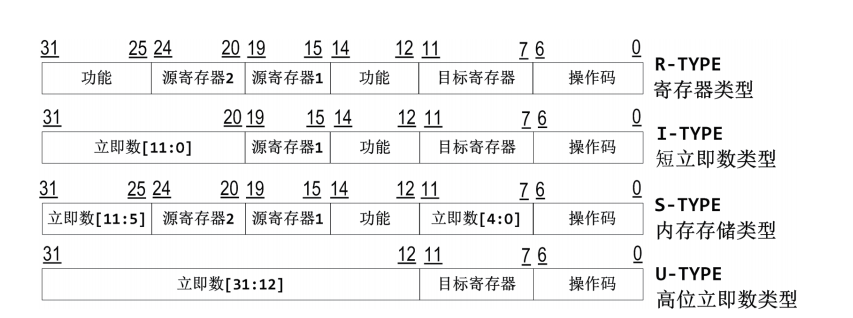 31 25 24 20 19 15 14 12 11 7 6 0
功能 源寄存器2 源寄存器1 功能 目标寄存器 操作码
R-TYPE
寄存器类型
31 20 19 15 14 12 11 7 6 0
立即数[11:0] 源寄存器1 功能 目标寄存器 操作码
I-TYPE
短立即数类型
31 25 24 20 19 15 14 12 11 7 6 0
立即数[11:5] 源寄存器2 源寄存器1 功能 立即数[4:0] 操作码
S-TYPE
内存存储类型
31 12 11 7 6 0
立即数[31:12] 目标寄存器 操作码
U-TYPE
高位立即数类型